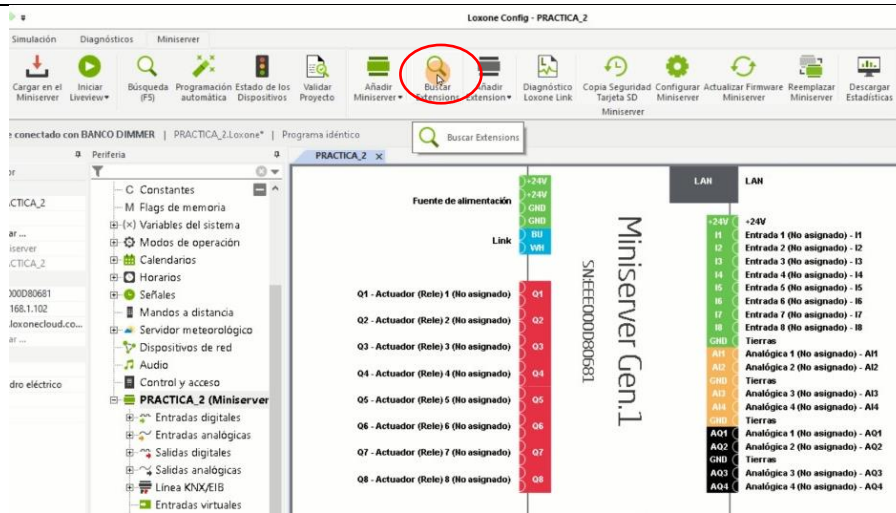 Loxone Config - PRACTICA_2
Simulación Diagnósticos Miniserver
Cargar en el Miniserver
Iniciar Liveview
Búsqueda (F5)
Programación automática
Estado de los Dispositivos
Validar Proyecto
Añadir Miniserver
Buscar Extensions
Añadir Extension
Diagnóstico Loxone Link
Copia Seguridad Tarjeta SD
Configurar Miniserver
Actualizar Firmware Miniserver
Reemplazar Miniserver
Descargar Estadísticas
Miniserver
e conectado con BANCO DIMMER | PRACTICA_2.Loxone* | Programa idéntico
Buscar Extensions
Periferia
PRACTICA_2 x
or
CTICA_2
ar ...
iserver
CTICA_2
000D80681
168.1.102
loxonecloud.co...
ar ...
dro eléctrico
C Constantes
M Flags de memoria
(×) Variables del sistema
Modos de operación
Calendarios
Horarios
Señales
Mandos a distancia
Servidor meteorológico
Dispositivos de red
Audio
Control y acceso
PRACTICA_2 (Miniserver
Entradas digitales
Entradas analógicas
Salidas digitales
Salidas analógicas
Línea KNX/EIB
Entradas virtuales
Fuente de alimentación
+24V
+24V
GND
GND
Link
BU
WH
Q1 - Actuador (Rele) 1 (No asignado) Q1
Q2 - Actuador (Rele) 2 (No asignado) Q2
Q3 - Actuador (Rele) 3 (No asignado) Q3
Q4 - Actuador (Rele) 4 (No asignado) Q4
Q5 - Actuador (Rele) 5 (No asignado) Q5
Q6 - Actuador (Rele) 6 (No asignado) Q6
Q7 - Actuador (Rele) 7 (No asignado) Q7
Q8 - Actuador (Rele) 8 (No asignado) Q8
Miniserver Gen.1
SN:EEE000D80681
LAN LAN
+24V +24V
I1 Entrada 1 (No asignado) - I1
I2 Entrada 2 (No asignado) - I2
I3 Entrada 3 (No asignado) - I3
I4 Entrada 4 (No asignado) - I4
I5 Entrada 5 (No asignado) - I5
I6 Entrada 6 (No asignado) - I6
I7 Entrada 7 (No asignado) - I7
I8 Entrada 8 (No asignado) - I8
GND Tierras
AI1 Analógica 1 (No asignado) - AI1
AI2 Analógica 2 (No asignado) - AI2
GND Tierras
AI3 Analógica 3 (No asignado) - AI3
AI4 Analógica 4 (No asignado) - AI4
GND Tierras
AQ1 Analógica 1 (No asignado) - AQ1
AQ2 Analógica 2 (No asignado) - AQ2
GND Tierras
AQ3 Analógica 3 (No asignado) - AQ3
AQ4 Analógica 4 (No asignado) - AQ4